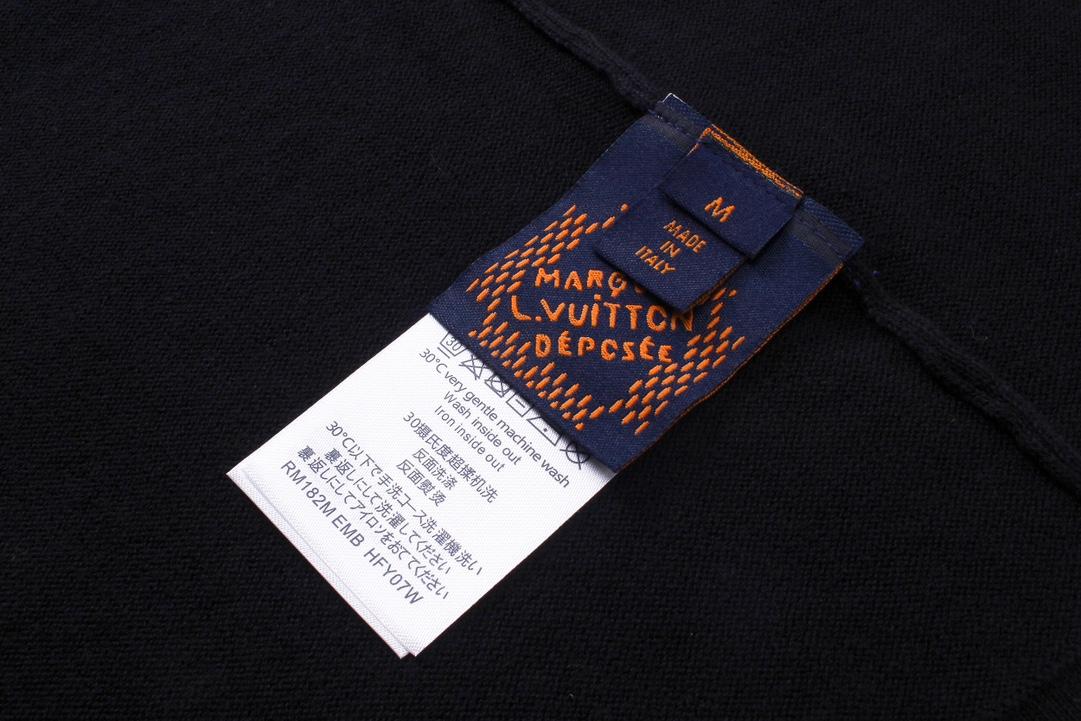 M
MADE
IN
ITALY
MARQ
L.VUiTTON
DÉPOSÉE
30
30°C very gentle machine wash
Wash inside out
Iron inside out
30摄氏度超揉机洗
反面洗涤
反面熨烫
30℃以下で手洗コース洗濯機洗い
裏返しにして洗濯してください
裏返しにしてアイロンをおてください
RM182M EMB HFY07W